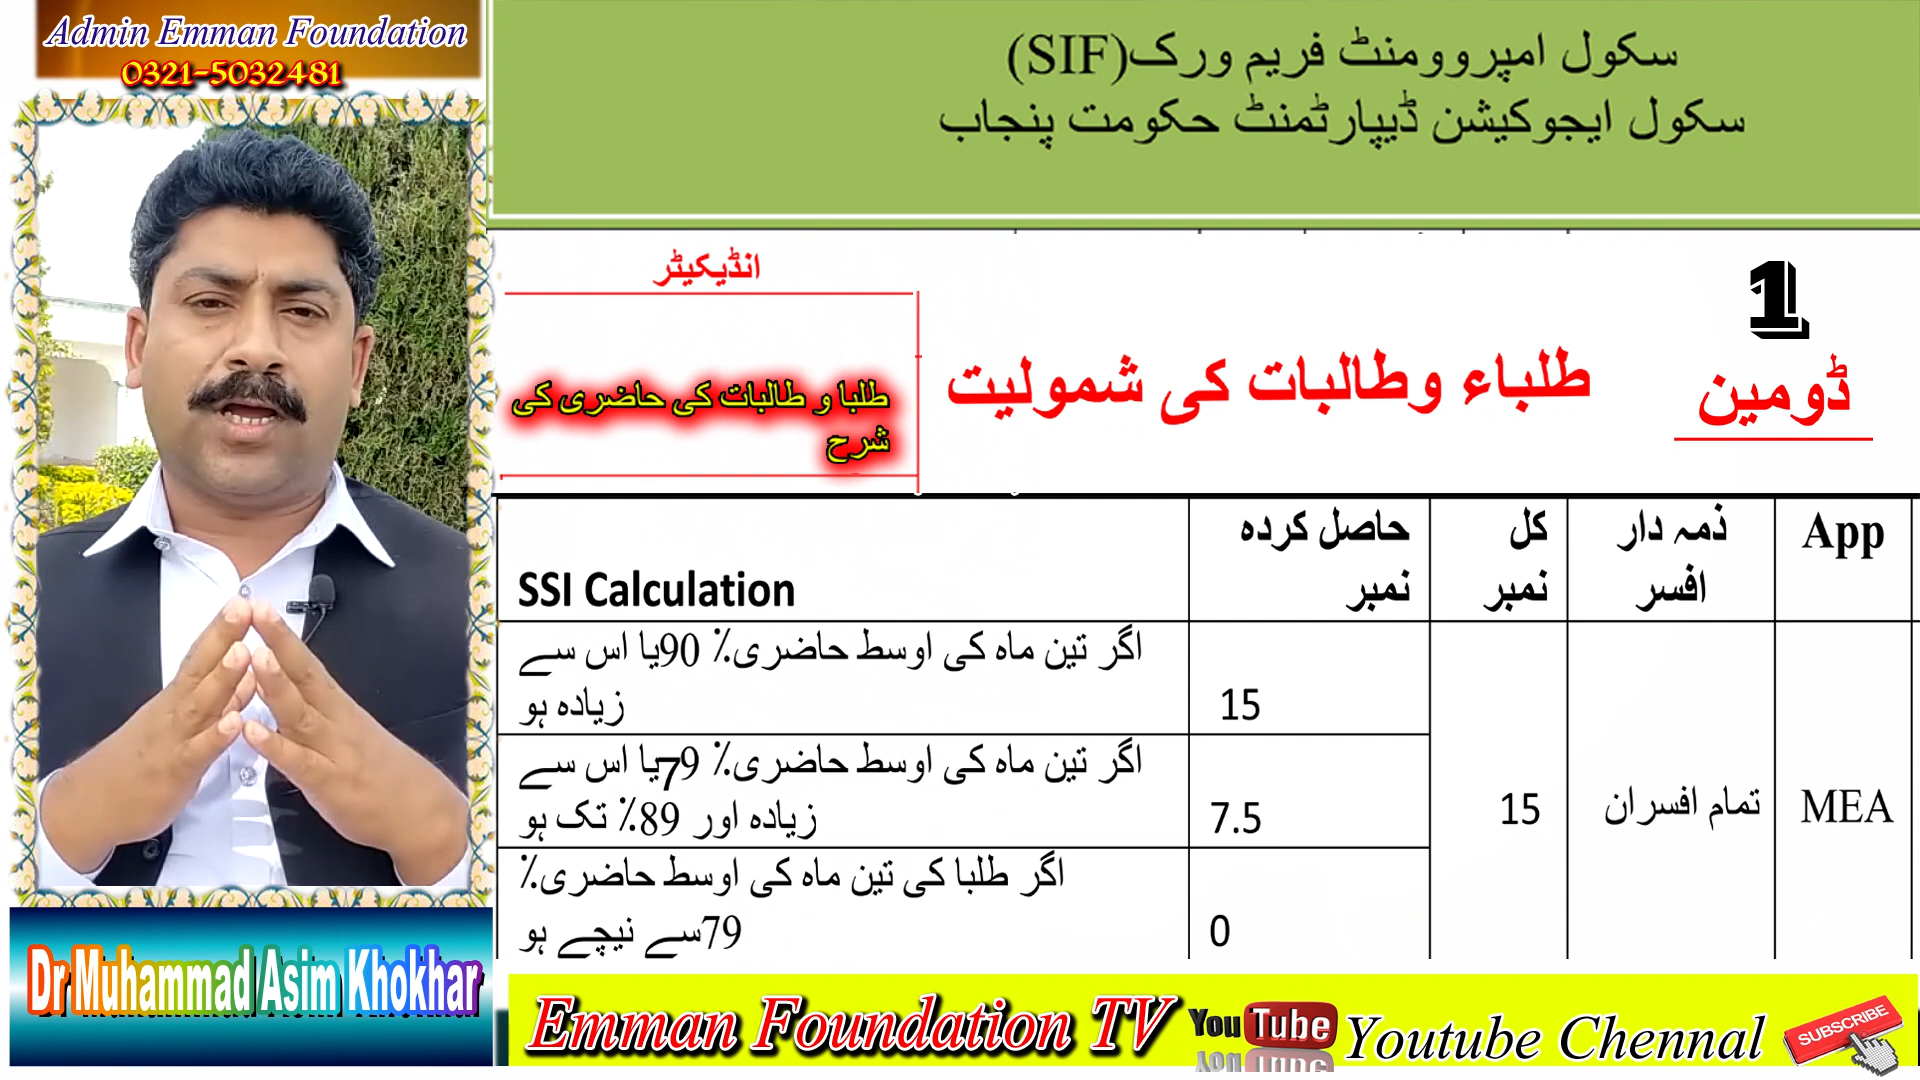 Admin Emman Foundation
0321-5032481
سکول امپروومنٹ فریم ورک(SIF)
سکول ایجوکیشن ڈیپارٹمنٹ حکومت پنجاب
1
ڈومین
طلباء وطالبات کی شمولیت
انڈیکیٹر
طلبا و طالبات کی حاضری کی
شرح
App
ذمہ دار
افسر
کل
نمبر
حاصل کردہ
نمبر
SSI Calculation
MEA
تمام افسران
15
15
اگر تین ماہ کی اوسط حاضری٪ 90یا اس سے
زیادہ ہو
7.5
اگر تین ماہ کی اوسط حاضری٪ 79یا اس سے
زیادہ اور 89٪ تک ہو
0
اگر طلبا کی تین ماہ کی اوسط حاضری٪
79سے نیچے ہو
Dr Muhammad Asim Khokhar
Emman Foundation TV YouTube Youtube Chennal SUBSCRIBE